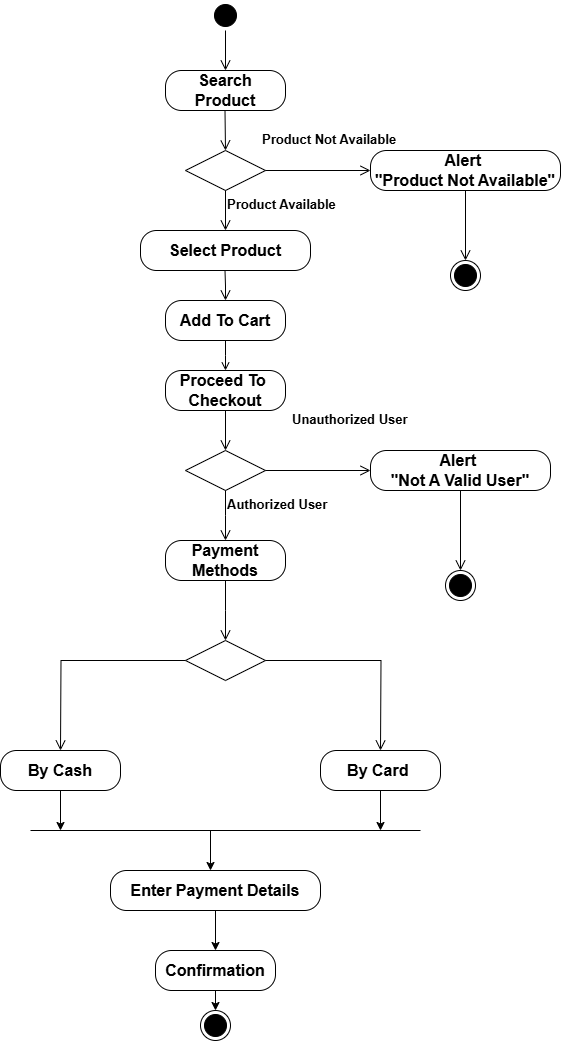 Search
Product
Product Not Available
Alert
"Product Not Available"
Product Available
Select Product
Add To Cart
Proceed To
Checkout
Unauthorized User
Alert
"Not A Valid User"
Authorized User
Payment
Methods
By Cash
By Card
Enter Payment Details
Confirmation